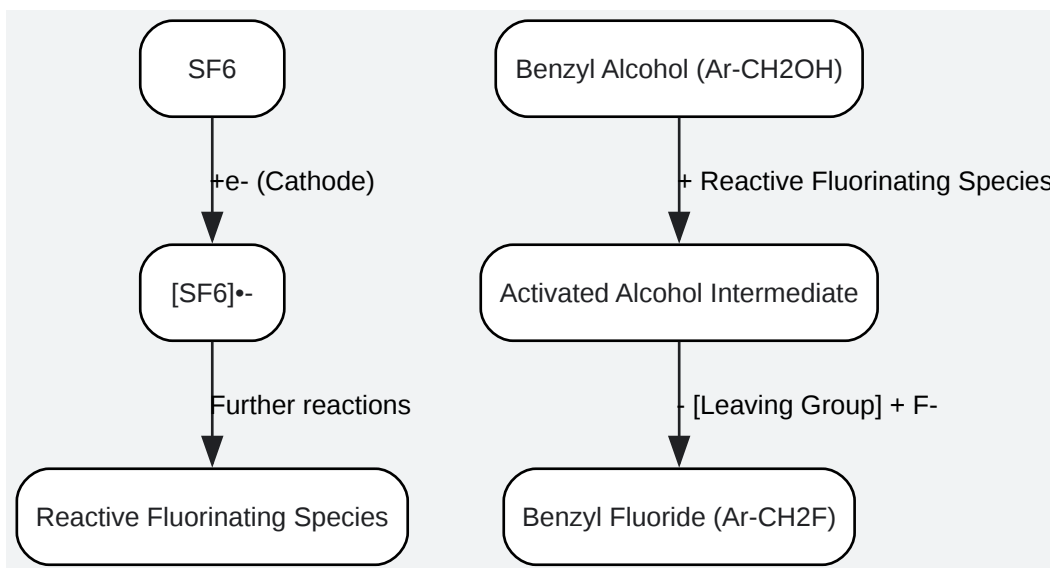 SF6
+e- (Cathode)
[SF6]•-
Further reactions
Reactive Fluorinating Species
Benzyl Alcohol (Ar-CH2OH)
+ Reactive Fluorinating Species
Activated Alcohol Intermediate
- [Leaving Group] + F-
Benzyl Fluoride (Ar-CH2F)